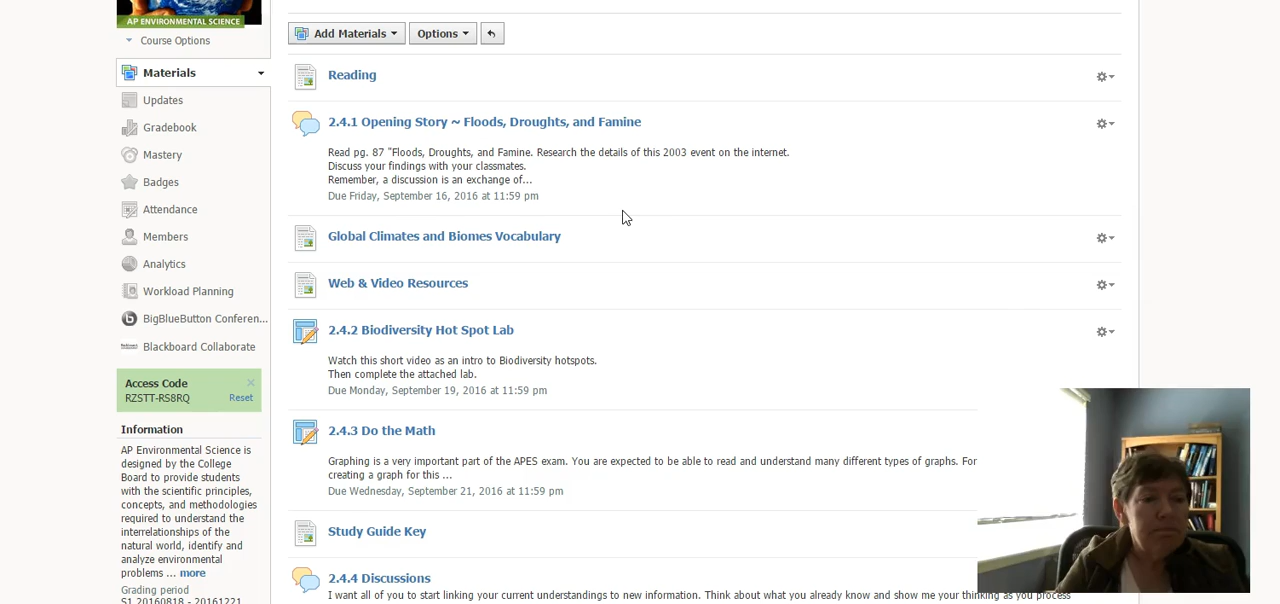 AP ENVIRONMENTAL SCIENCE
Course Options
Materials
Updates
Gradebook
Mastery
Badges
Attendance
Members
Analytics
Workload Planning
BigBlueButton Conferen...
Blackboard Collaborate
Access Code
RZSTT-RS8RQ
Reset
Information
AP Environmental Science is
designed by the College
Board to provide students
with the scientific principles,
concepts, and methodologies
required to understand the
interrelationships of the
natural world, identify and
analyze environmental
problems ... more
Grading period
S1 20160818 - 20161221
Add Materials
Options
Reading
2.4.1 Opening Story ~ Floods, Droughts, and Famine
Read pg. 87 "Floods, Droughts, and Famine. Research the details of this 2003 event on the internet.
Discuss your findings with your classmates.
Remember, a discussion is an exchange of...
Due Friday, September 16, 2016 at 11:59 pm
Global Climates and Biomes Vocabulary
Web & Video Resources
2.4.2 Biodiversity Hot Spot Lab
Watch this short video as an intro to Biodiversity hotspots.
Then complete the attached lab.
Due Monday, September 19, 2016 at 11:59 pm
2.4.3 Do the Math
Graphing is a very important part of the APES exam. You are expected to be able to read and understand many different types of graphs. For
creating a graph for this ...
Due Wednesday, September 21, 2016 at 11:59 pm
Study Guide Key
2.4.4 Discussions
I want all of you to start linking your current understandings to new information. Think about what you already know and show me your thinking as you process